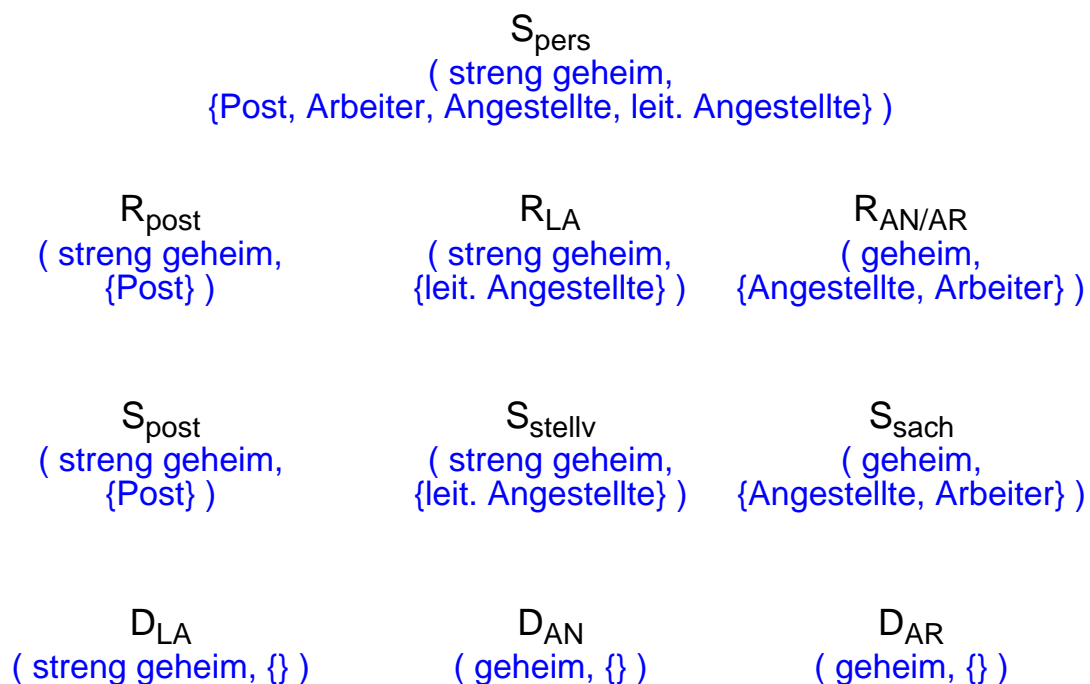 Spers
( streng geheim,
{Post, Arbeiter, Angestellte, leit. Angestellte} )
Rpost RLA RAN/AR
( streng geheim, ( streng geheim, ( geheim,
{Post} ) {leit. Angestellte} ) {Angestellte, Arbeiter} )
Spost Sstellv Ssach
( streng geheim, ( streng geheim, ( geheim,
{Post} ) {leit. Angestellte} ) {Angestellte, Arbeiter} )
DLA DAN DAR
( streng geheim, {} ) ( geheim, {} ) ( geheim, {} )